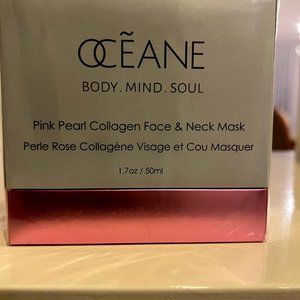 OCẼANE
BODY. MIND. SOUL
Pink Pearl Collagen Face & Neck Mask
Perle Rose Collagène Visage et Cou Masquer
1.7oz / 50ml